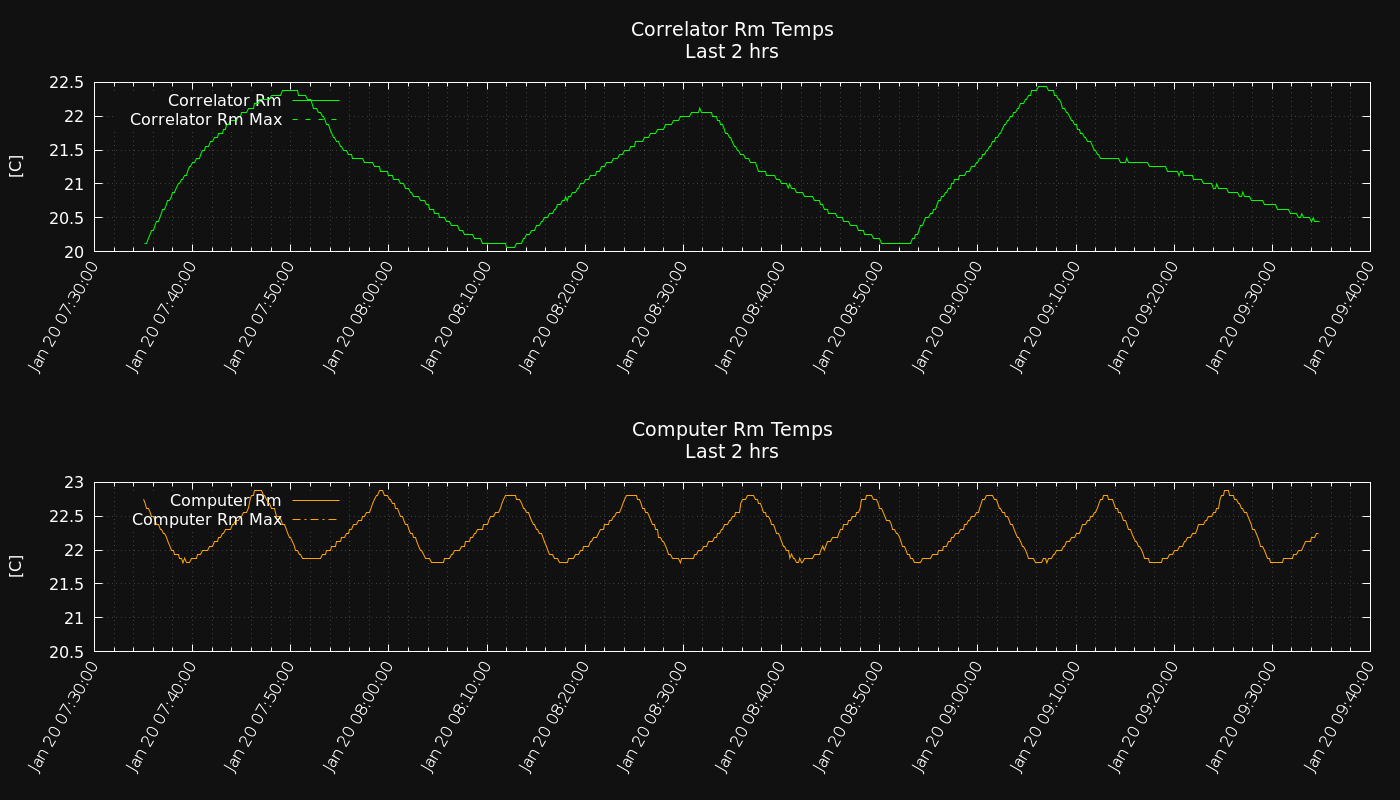 Correlator Rm Temps
Last 2 hrs
22.5
22
21.5
21
20.5
20
[C]
Correlator Rm
Correlator Rm Max
Jan 20 07:30:00
Jan 20 07:40:00
Jan 20 07:50:00
Jan 20 08:00:00
Jan 20 08:10:00
Jan 20 08:20:00
Jan 20 08:30:00
Jan 20 08:40:00
Jan 20 08:50:00
Jan 20 09:00:00
Jan 20 09:10:00
Jan 20 09:20:00
Jan 20 09:30:00
Jan 20 09:40:00
Computer Rm Temps
Last 2 hrs
23
22.5
22
21.5
21
20.5
[C]
Computer Rm
Computer Rm Max
Jan 20 07:30:00
Jan 20 07:40:00
Jan 20 07:50:00
Jan 20 08:00:00
Jan 20 08:10:00
Jan 20 08:20:00
Jan 20 08:30:00
Jan 20 08:40:00
Jan 20 08:50:00
Jan 20 09:00:00
Jan 20 09:10:00
Jan 20 09:20:00
Jan 20 09:30:00
Jan 20 09:40:00